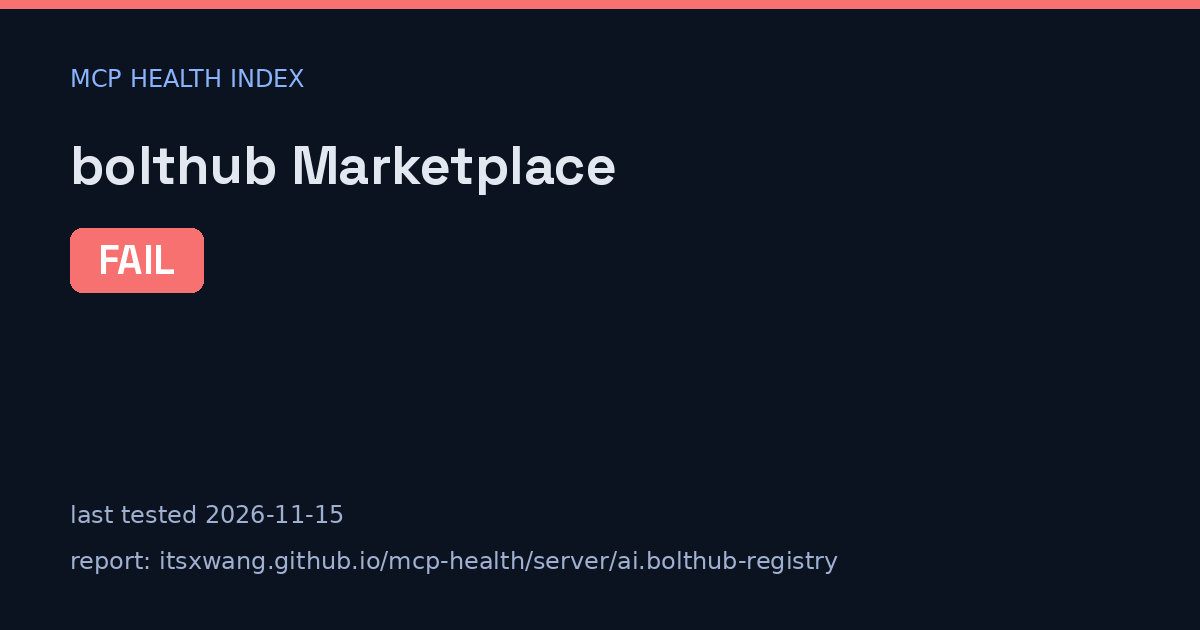 MCP HEALTH INDEX
bolthub Marketplace
FAIL
last tested 2026-11-15
report: itsxwang.github.io/mcp-health/server/ai.bolthub-registry